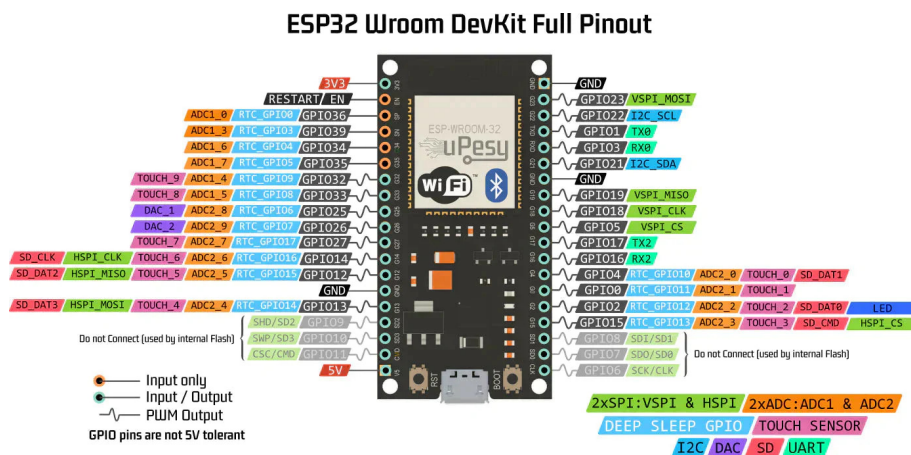 ESP32 Wroom DevKit Full Pinout
3V3
RESTART EN
ADC1_0 RTC_GPIO0 GPIO36
ADC1_3 RTC_GPIO3 GPIO39
ADC1_6 RTC_GPIO4 GPIO34
ADC1_7 RTC_GPIO5 GPIO35
TOUCH_9 ADC1_4 RTC_GPIO9 GPIO32
TOUCH_8 ADC1_5 RTC_GPIO8 GPIO33
DAC_1 ADC2_8 RTC_GPIO6 GPIO25
DAC_2 ADC2_9 RTC_GPIO7 GPIO26
TOUCH_7 ADC2_7 RTC_GPIO17 GPIO27
SD_CLK HSPI_CLK TOUCH_6 ADC2_6 RTC_GPIO16 GPIO14
SD_DAT2 HSPI_MISO TOUCH_5 ADC2_5 RTC_GPIO15 GPIO12
GND
SD_DAT3 HSPI_MOSI TOUCH_4 ADC2_4 RTC_GPIO14 GPIO13
SHD/SD2 GPIO9
Do not Connect (used by internal Flash)
SWP/SD3 GPIO10
CSC/CMD GPIO11
5V
ESP-WROOM-32
uPesy
WiFi
RST
BOOT
GND
GPIO23 VSPI_MOSI
GPIO22 I2C_SCL
GPIO1 TX0
GPIO3 RX0
GPIO21 I2C_SDA
GND
GPIO19 VSPI_MISO
GPIO18 VSPI_CLK
GPIO5 VSPI_CS
GPIO17 TX2
GPIO16 RX2
GPIO4 RTC_GPIO10 ADC2_0 TOUCH_0 SD_DAT1
GPIO0 RTC_GPIO11 ADC2_1 TOUCH_1
GPIO2 RTC_GPIO12 ADC2_2 TOUCH_2 SD_DAT0 LED
GPIO15 RTC_GPIO13 ADC2_3 TOUCH_3 SD_CMD HSPI_CS
GPIO8 SDI/SD1
GPIO7 SDO/SD0
Do not Connect (used by internal Flash)
GPIO6 SCK/CLK
Input only
Input / Output
PWM Output
GPIO pins are not 5V tolerant
2xSPI:VSPI & HSPI 2xADC:ADC1 & ADC2
DEEP SLEEP GPIO TOUCH SENSOR
I2C DAC SD UART